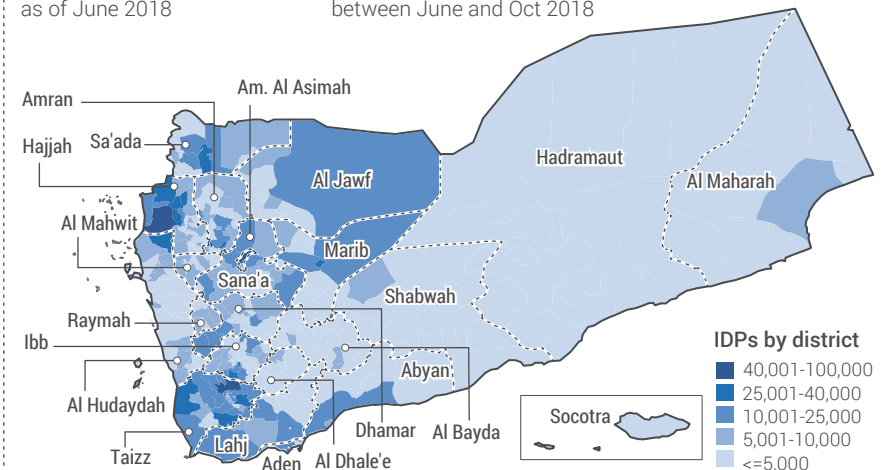 as of June 2018
between June and Oct 2018
Am. Al Asimah
Amran
Hajjah
Sa'ada
Hadramaut
Al Jawf
Al Maharah
Al Mahwit
Marib
Sana'a
Shabwah
Raymah
Ibb
Abyan
Al Hudaydah
Dhamar
Al Bayda
Taizz
Lahj
Aden
Al Dhale'e
Socotra
IDPs by district
40,001-100,000
25,001-40,000
10,001-25,000
5,001-10,000
<=5,000